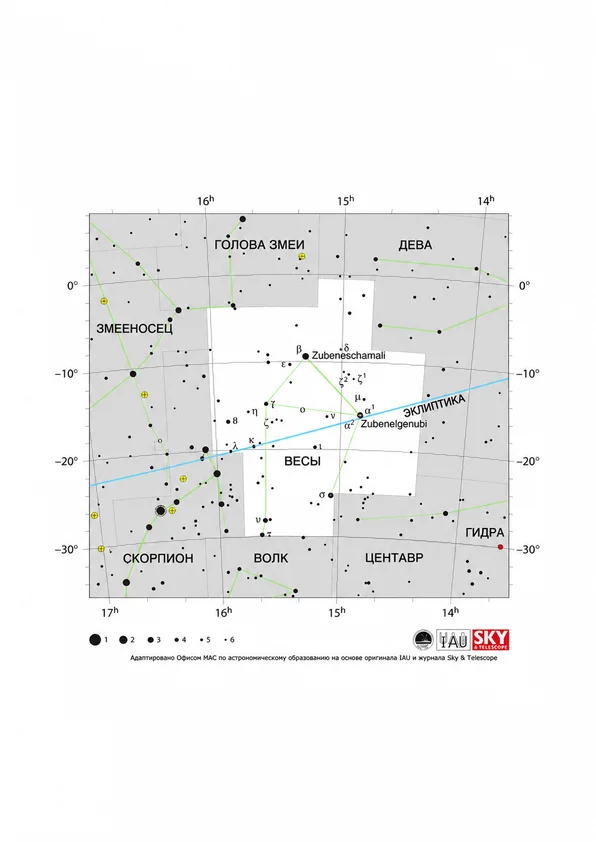 16h 15h 14h
ГОЛОВА ЗМЕИ ДЕВА
0° 0°
ЗМЕЕНОСЕЦ
β δ
Zubeneschamali
ε
−10° −10°
ζ2 ζ1
μ
γ η ο ν α1
ЭКЛИПТИКА
θ ζ α2 Zubenelgenubi
λ κ ι
−20° ВЕСЫ −20°
σ
υ
ГИДРА
τ
−30° −30°
СКОРПИОН ВОЛК ЦЕНТАВР
17h 16h 15h 14h
1 2 3 4 5 6
IAU SKY
& TELESCOPE
Адаптировано Офисом МАС по астрономическому образованию на основе оригинала IAU и журнала Sky & Telescope